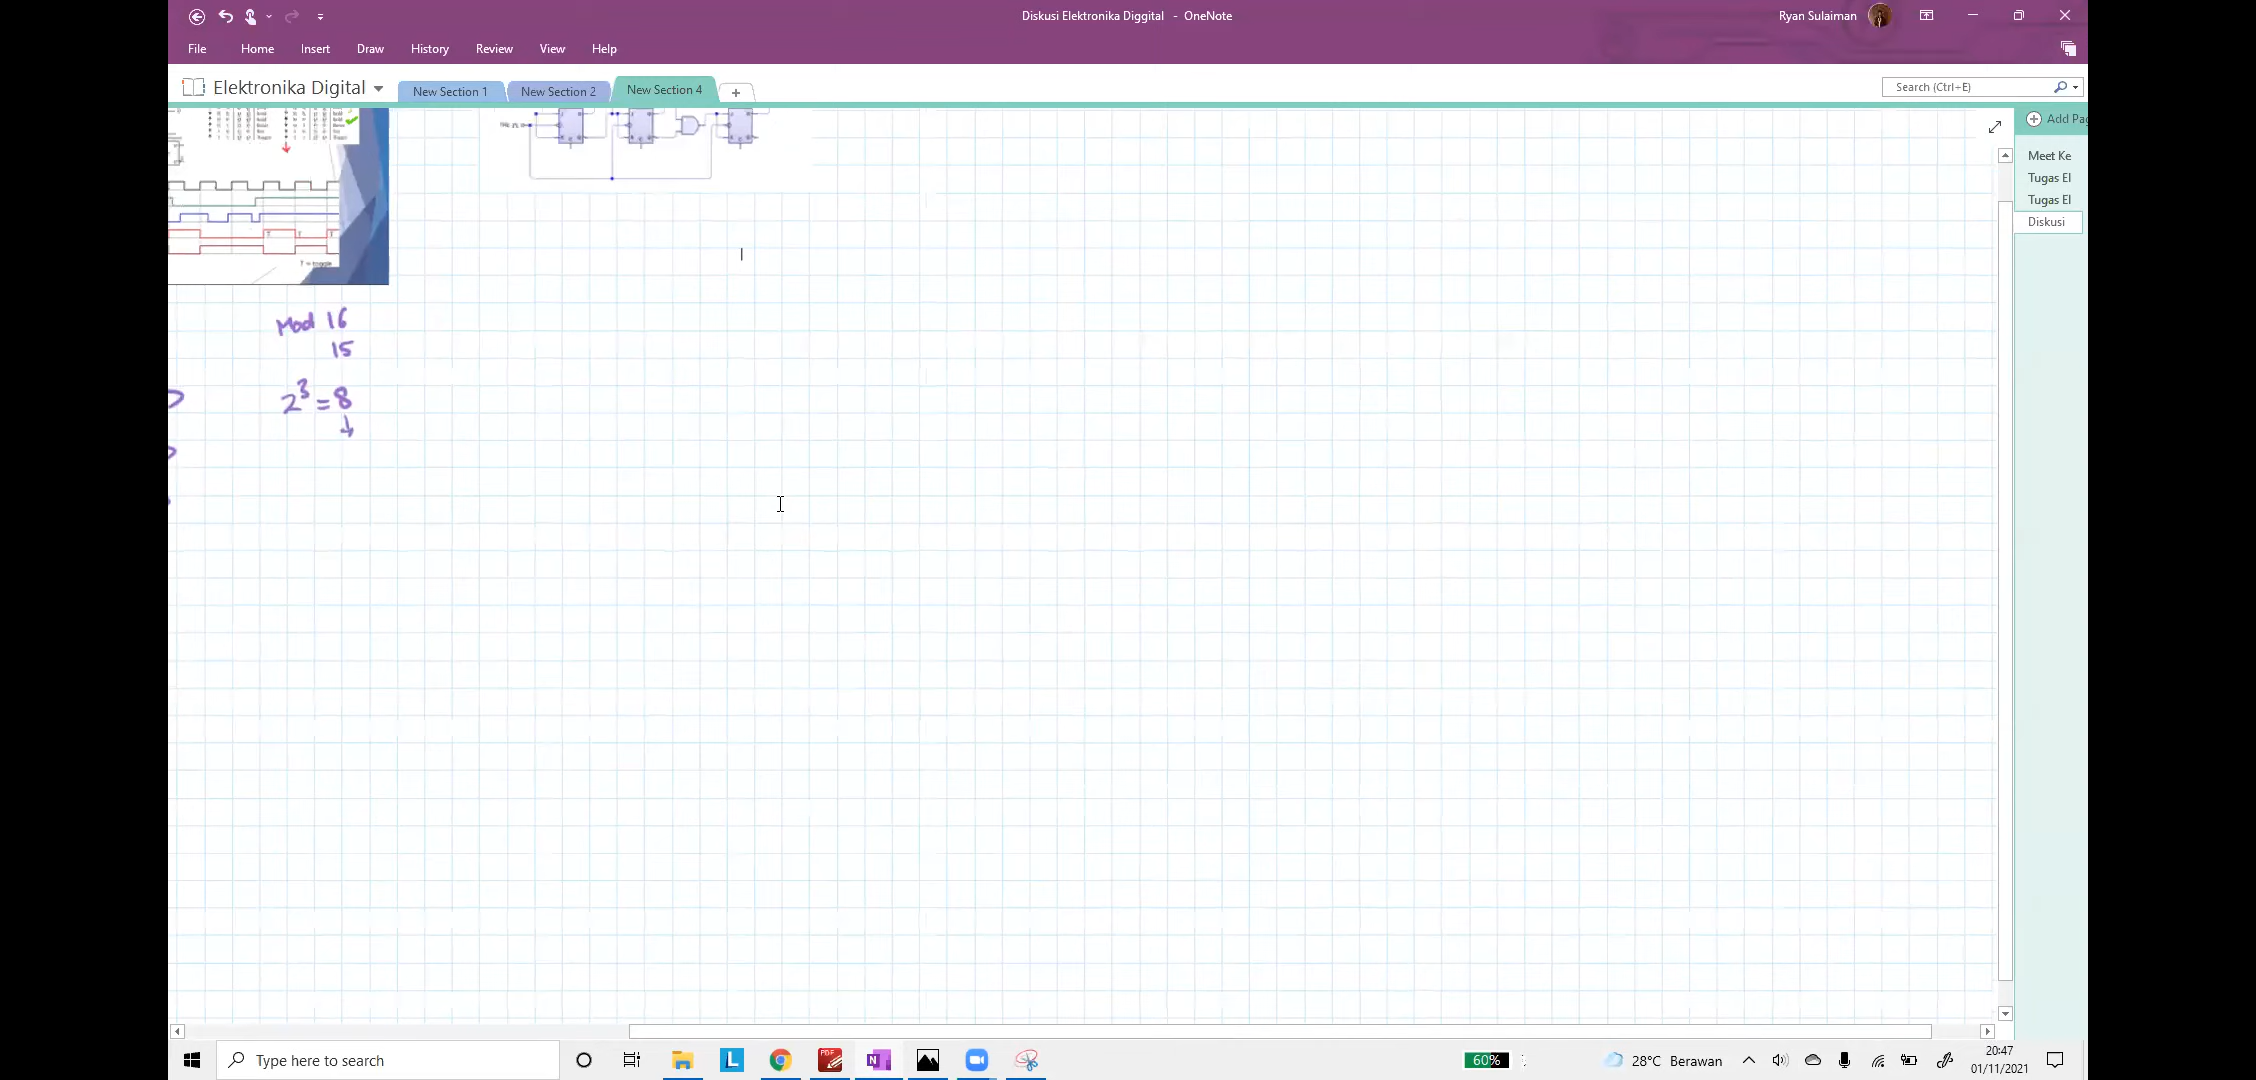 Diskusi Elektronika Diggital - OneNote
Ryan Sulaiman
File Home Insert Draw History Review View Help
Elektronika Digital
New Section 1
New Section 2
New Section 4
Search (Ctrl+E)
Add Pag
Meet Ke
Tugas El
Tugas El
Diskusi
T = toggle
Mod 16
15
2³ = 8
Type here to search
60%
28°C Berawan
20:47
01/11/2021